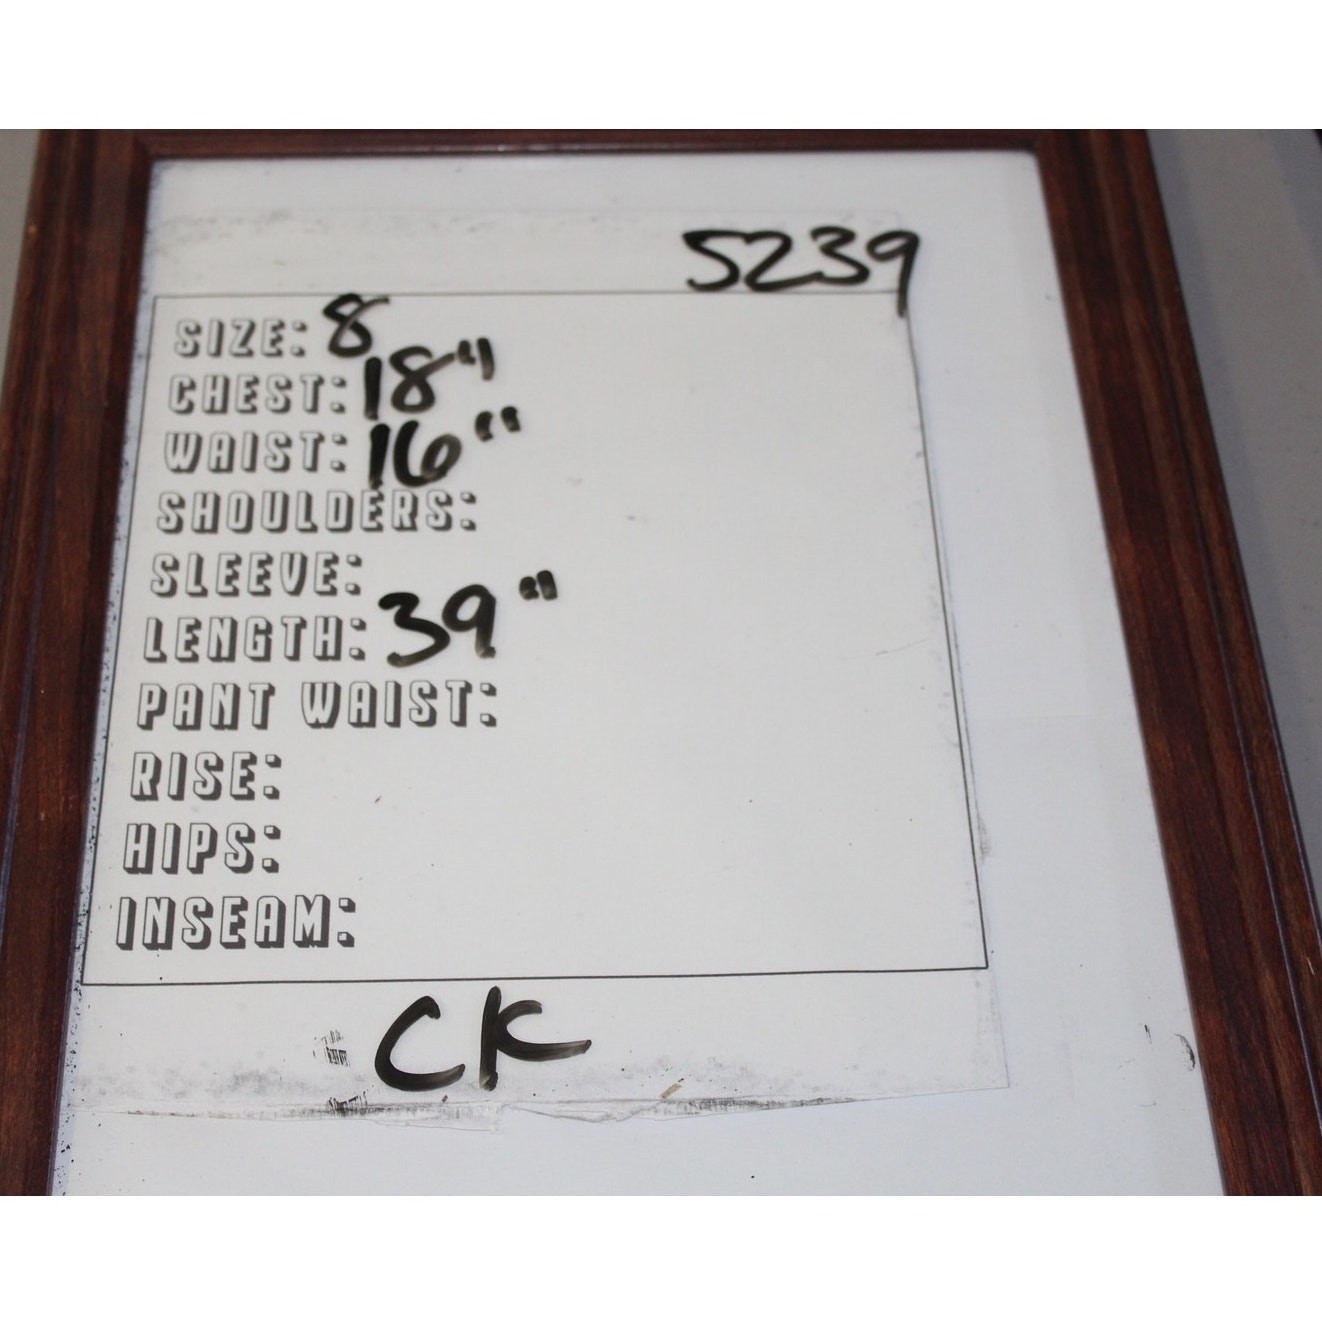 5239
SIZE: 8
CHEST: 18"
WAIST: 16"
SHOULDERS:
SLEEVE:
LENGTH: 39"
PANT WAIST:
RISE:
HIPS:
INSEAM:
CK